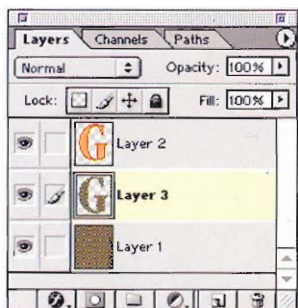 Layers Channels Paths
Normal Opacity: 100%
Lock: Fill: 100%
G Layer 2
G Layer 3
Layer 1